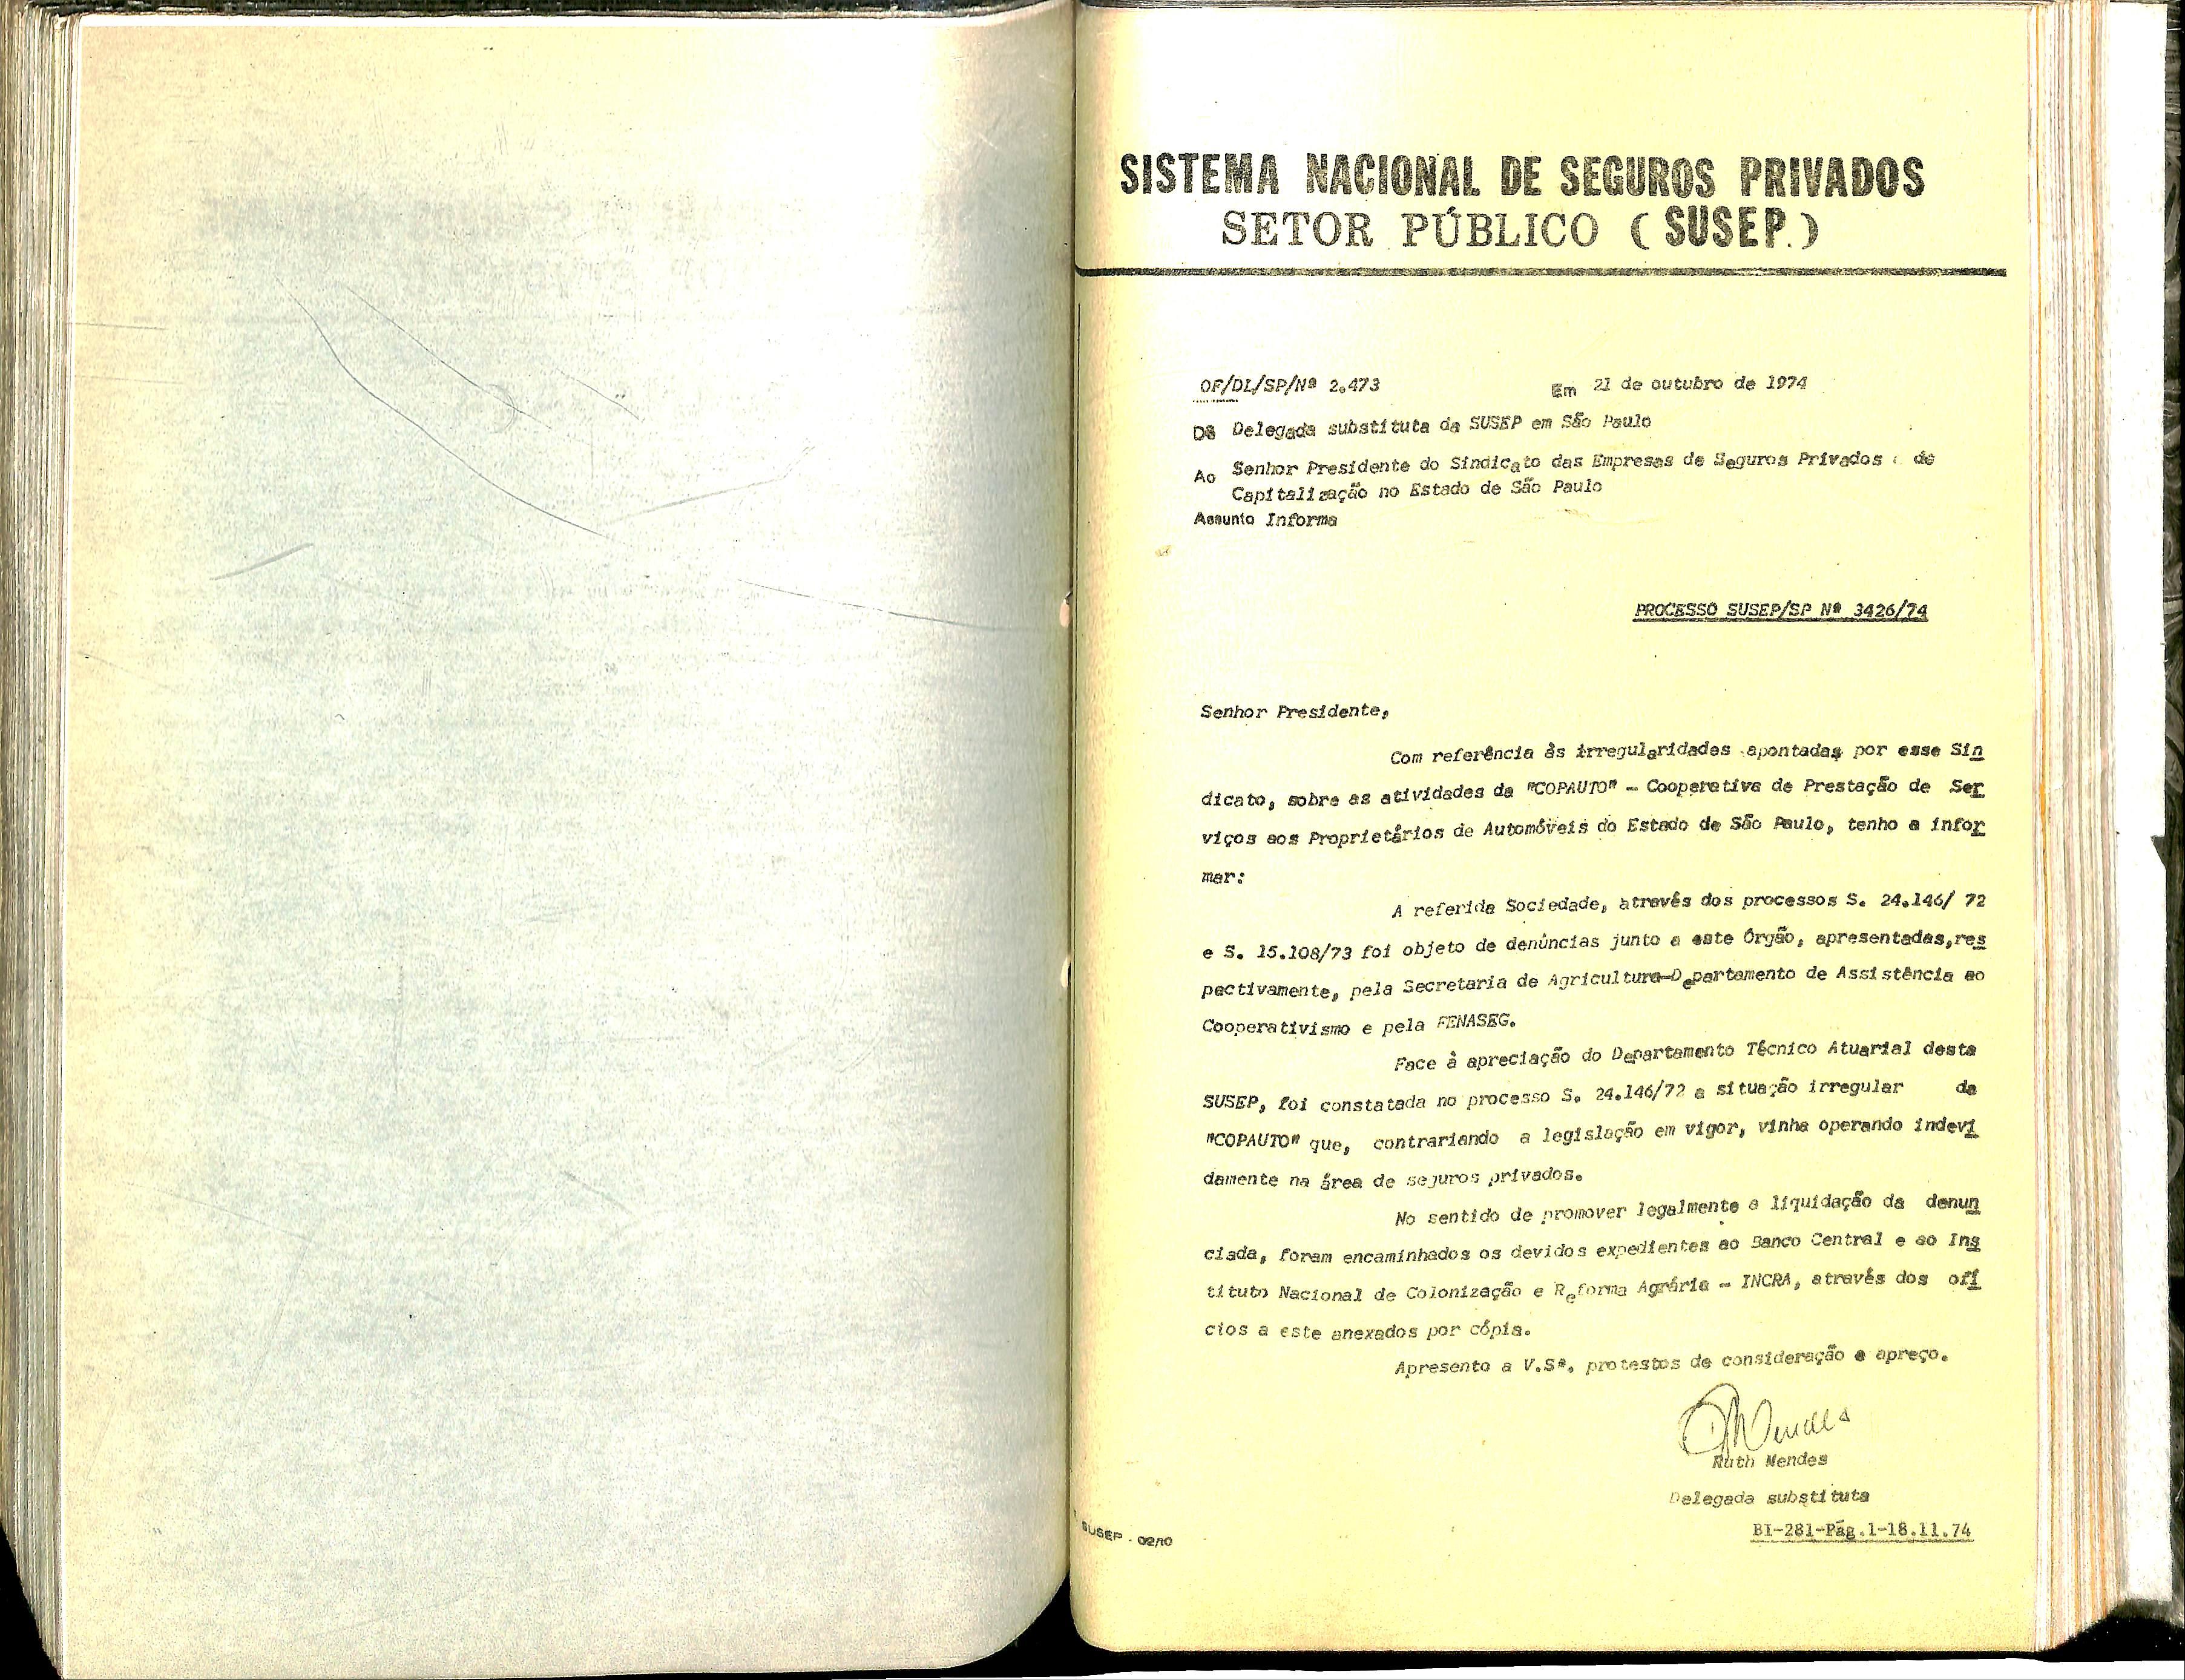 SISTEMA NACIONAL DE SEGUROS PRIVADOS
SETOR PÚBLICO (SUSEP)
OF/DL/SP/Nº 2.473 Em 21 de outubro de 1974
Da Delegada substituta da SUSEP em São Paulo
Ao Senhor Presidente do Sindicato das Empresas de Seguros Privados e de
Capitalização no Estado de São Paulo
Assunto Informa
PROCESSO SUSEP/SP Nº 3426/74
Senhor Presidente,
Com referência às irregularidades apontadas por esse Sin
dicato, sobre as atividades da "COPAUTO" - Cooperativa de Prestação de Ser
viços aos Proprietários de Automóveis do Estado de São Paulo, tenho a infor
mar:
A referida Sociedade, através dos processos S. 24.146/ 72
e S. 15.108/73 foi objeto de denúncias junto a este Órgão, apresentadas,res
pectivamente, pela Secretaria de Agricultura-Departamento de Assistência ao
Cooperativismo e pela FENASEG.
Face à apreciação do Departamento Técnico Atuarial desta
SUSEP, foi constatada no processo S. 24.146/72 a situação irregular da
"COPAUTO" que, contrariando a legislação em vigor, vinha operando indevi
damente na área de seguros privados.
No sentido de promover legalmente a liquidação da denun
ciada, foram encaminhados os devidos expedientes ao Banco Central e ao Ins
tituto Nacional de Colonização e Reforma Agrária - INCRA, através dos ofí
cios a este anexados por cópia.
Apresento a V.Sª. protestos de consideração e apreço.
Ruth Mendes
Delegada substituta
SUSEP - 02/10
BI-281-Pág.1-18.11.74